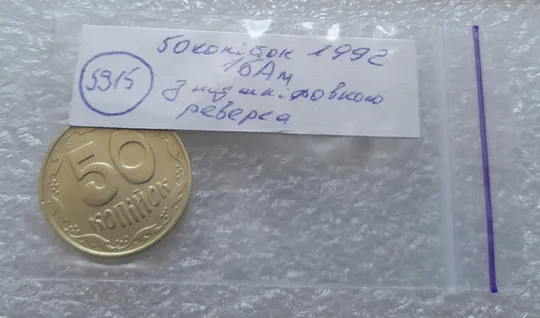 50 копійок 1992
1БАм
5915
З підшліфовкою
реверса
50
КОПІЙОК